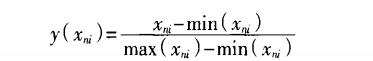 y(x_{ni}) = \frac{x_{ni} - min(x_{ni})}{max(x_{ni}) - min(x_{ni})}